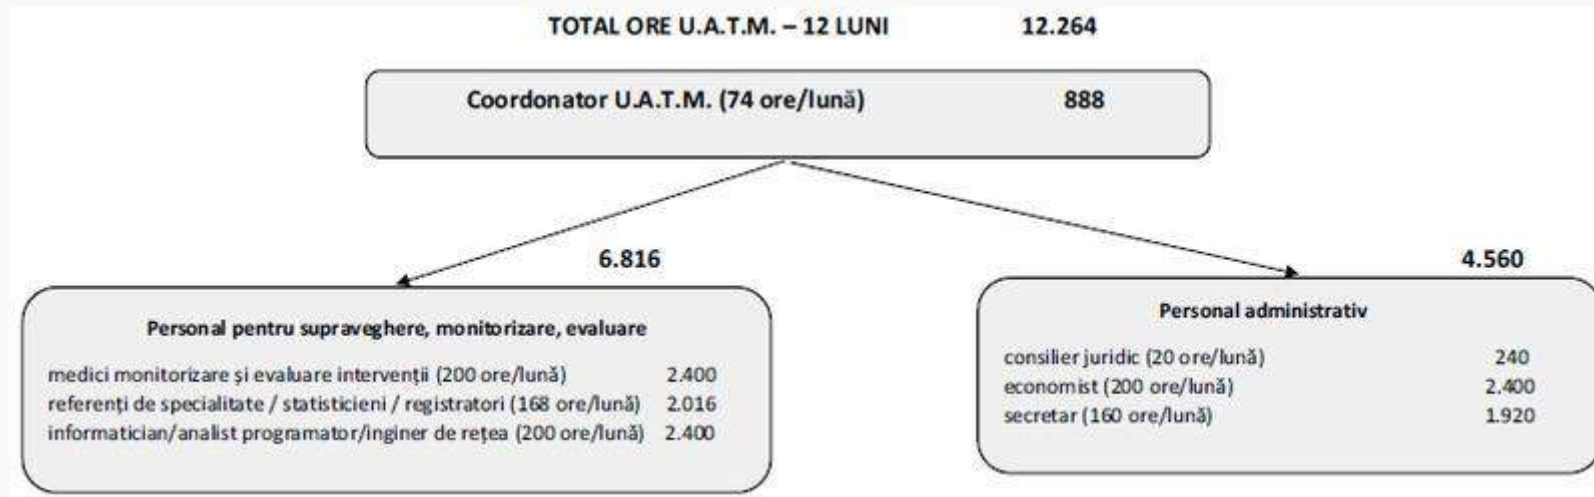 TOTAL ORE U.A.T.M. – 12 LUNI 12.264
Coordonator U.A.T.M. (74 ore/lună) 888
6.816
4.560
Personal pentru supraveghere, monitorizare, evaluare
medici monitorizare și evaluare intervenții (200 ore/lună) 2.400
referenți de specialitate / statisticieni / registratori (168 ore/lună) 2.016
informatician/analist programator/inginer de rețea (200 ore/lună) 2.400
Personal administrativ
consilier juridic (20 ore/lună) 240
economist (200 ore/lună) 2.400
secretar (160 ore/lună) 1.920